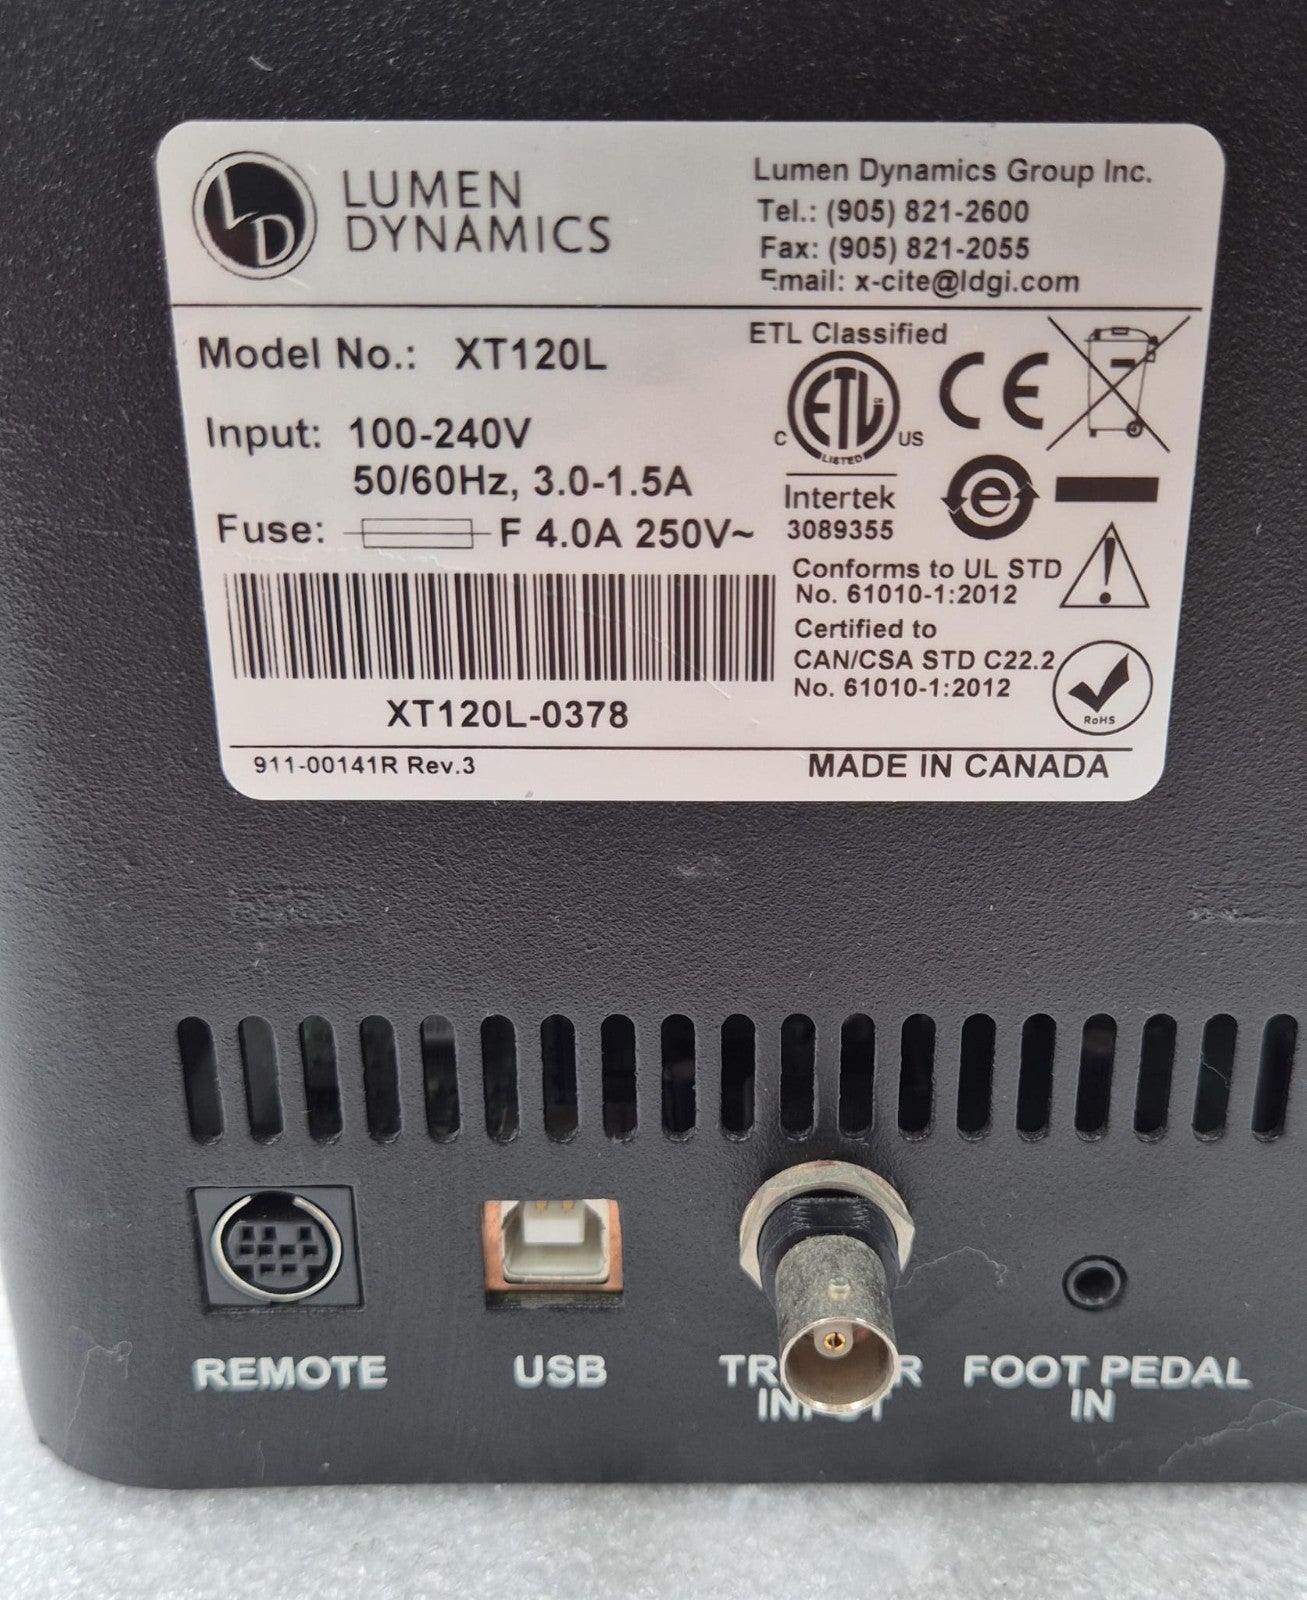 LUMEN
DYNAMICS
Lumen Dynamics Group Inc.
Tel.: (905) 821-2600
Fax: (905) 821-2055
Email: x-cite@ldgi.com
Model No.: XT120L
Input: 100-240V
50/60Hz, 3.0-1.5A
Fuse: F 4.0A 250V~
XT120L-0378
911-00141R Rev.3
ETL Classified
ETL
C US
LISTED
Intertek
3089355
CE
e
Conforms to UL STD
No. 61010-1:2012
Certified to
CAN/CSA STD C22.2
No. 61010-1:2012
RoHS
MADE IN CANADA
REMOTE
USB
INPUT
FOOT PEDAL
IN